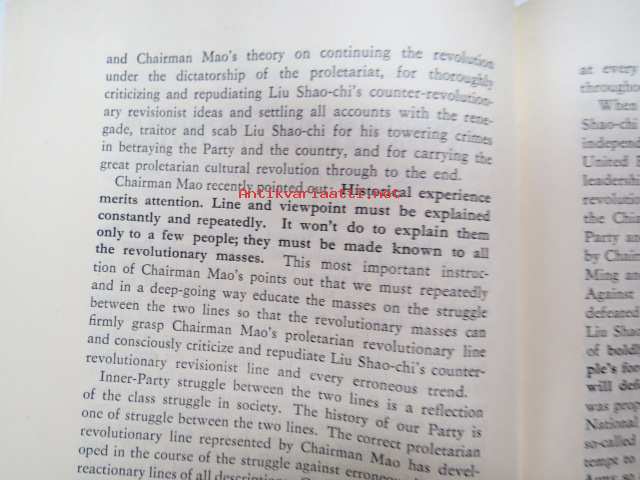 and Chairman Mao's theory on continuing the revolution
under the dictatorship of the proletariat, for thoroughly
criticizing and repudiating Liu Shao-chi's counter-revolution-
ary revisionist ideas and settling all accounts with the rene-
gade, traitor and scab Liu Shao-chi for his towering crimes
in betraying the Party and the country, and for carrying the
great proletarian cultural revolution through to the end.
Chairman Mao recently pointed out: Historical experience
Antikvariaatti.net
merits attention. Line and viewpoint must be explained
constantly and repeatedly. It won't do to explain them
only to a few people; they must be made known to all
the revolutionary masses. This most important instruc-
tion of Chairman Mao's points out that we must repeatedly
and in a deep-going way educate the masses on the struggle
between the two lines so that the revolutionary masses can
firmly grasp Chairman Mao's proletarian revolutionary line
and consciously criticize and repudiate Liu Shao-chi's counter-
revolutionary revisionist line and every erroneous trend.
Inner-Party struggle between the two lines is a reflection
of the class struggle in society. The history of our Party is
one of struggle between the two lines. The correct proletarian
revolutionary line represented by Chairman Mao has devel-
oped in the course of the struggle against erroneous
reactionary lines of all
at every
throughou
When
Shao-chi
independ
United
leadership
revolution
the Chin
Party and
by Chairm
Ming and
Against
defeated
Liu Shao
of boldly
ple's for
will defe
was prop
National
so-called
tempt to